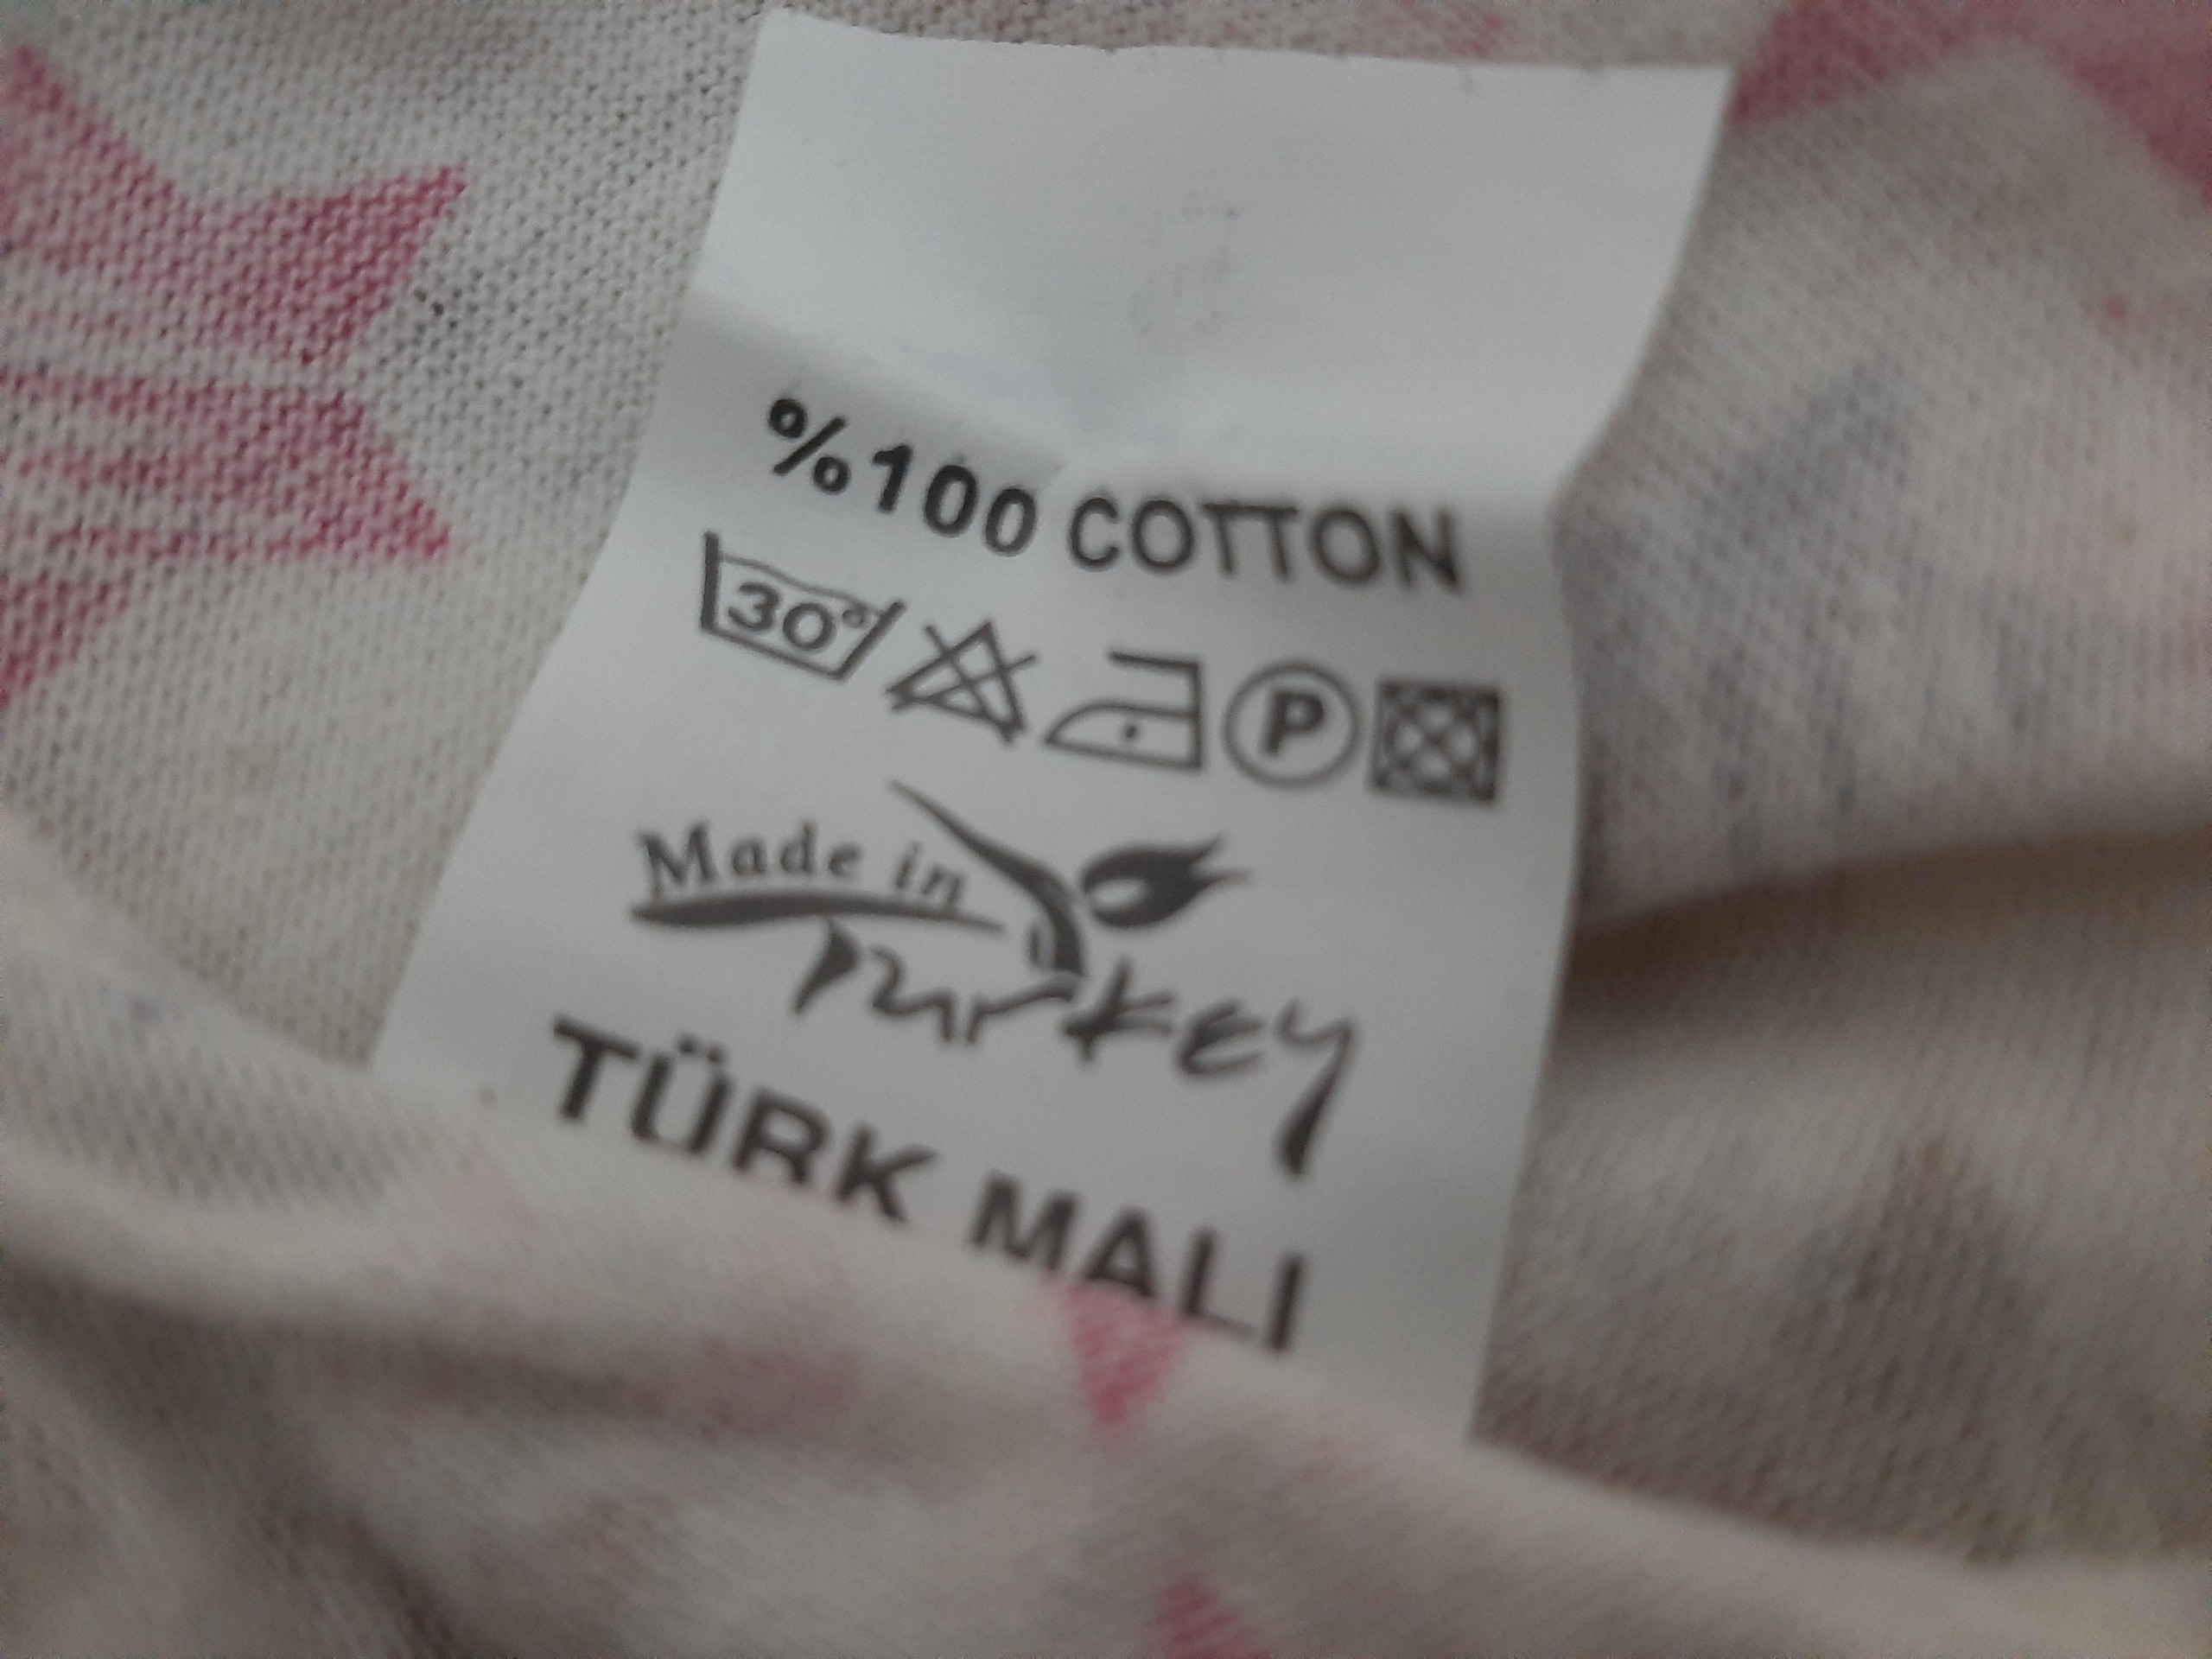 %100 COTTON
30°
P
Made in
Turkey
TÜRK MALI